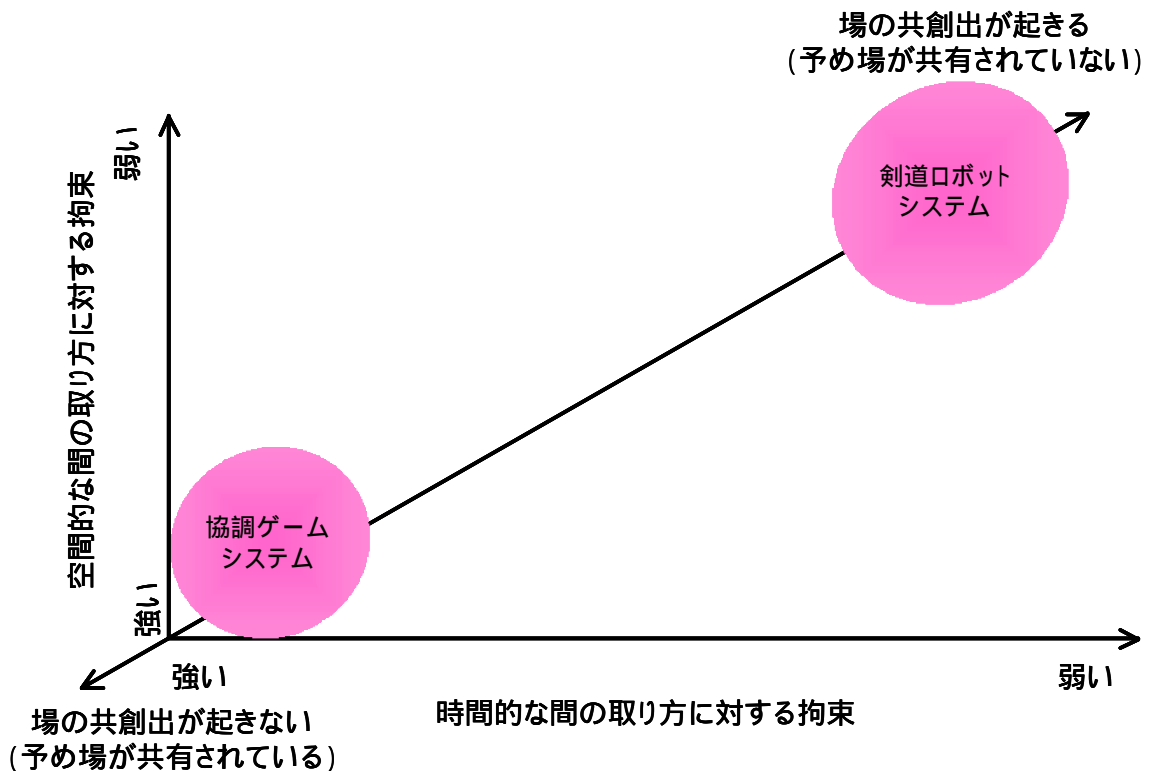 場の共創出が起きる
(予め場が共有されていない)
弱い
空間的な間の取り方に対する拘束
剣道ロボット
システム
協調ゲーム
システム
強い
強い
弱い
時間的な間の取り方に対する拘束
場の共創出が起きない
(予め場が共有されている)